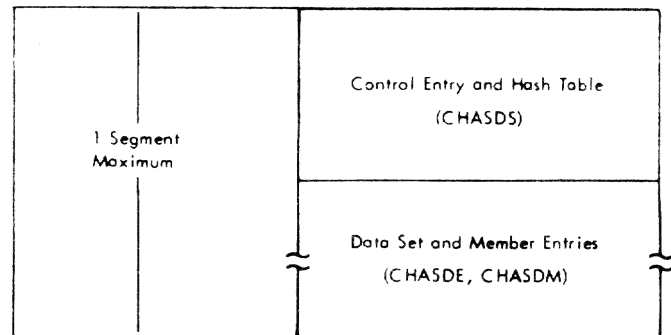 1 Segment
Maximum
Control Entry and Hash Table
(CHASDS)
Data Set and Member Entries
(CHASDE, CHASDM)